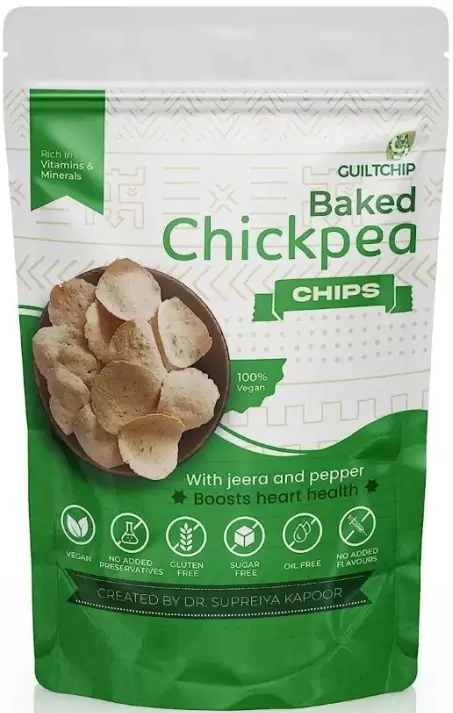 Rich in
Vitamins &
Minerals
GUILTCHIP
Baked
Chickpea
CHIPS
100%
Vegan
With jeera and pepper
Boosts heart health
VEGAN
NO ADDED
PRESERVATIVES
GLUTEN
FREE
SUGAR
FREE
OIL FREE
NO ADDED
FLAVOURS
CREATED BY DR. SUPREIYA KAPOOR